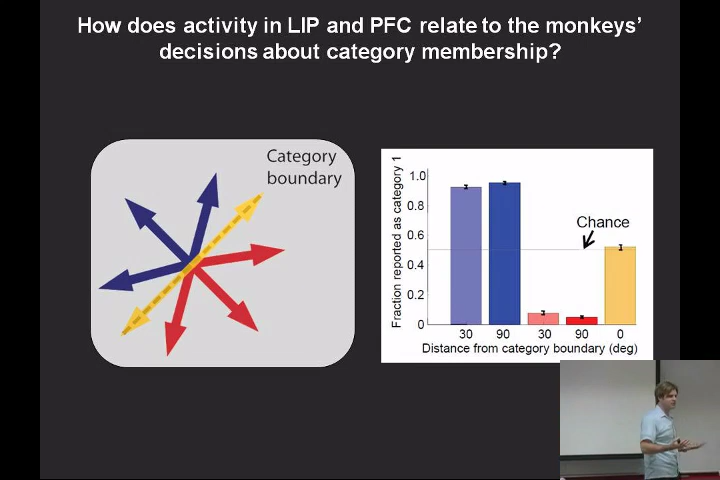 How does activity in LIP and PFC relate to the monkeys'
decisions about category membership?
Category
boundary
Fraction reported as category 1
1.0
0.8
0.6
0.4
0.2
0
Chance
30 90 30 90 0
Distance from category boundary (deg)